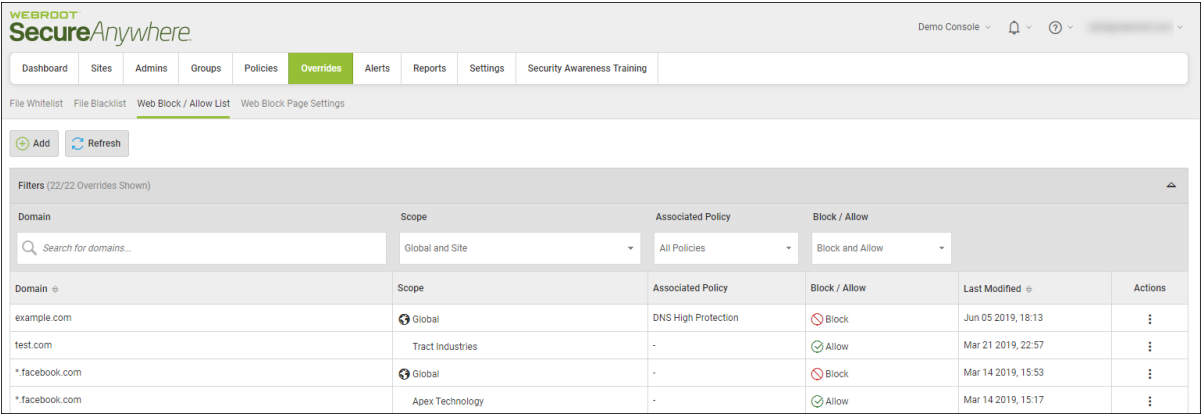 WEBROOT
SecureAnywhere
Demo Console
Dashboard Sites Admins Groups Policies Overrides Alerts Reports Settings Security Awareness Training
File Whitelist File Blacklist Web Block / Allow List Web Block Page Settings
Add Refresh
Filters (22/22 Overrides Shown)
Domain Scope Associated Policy Block / Allow
Search for domains... Global and Site All Policies Block and Allow
Domain Scope Associated Policy Block / Allow Last Modified Actions
example.com Global DNS High Protection Block Jun 05 2019, 18:13
test.com Tract Industries - Allow Mar 21 2019, 22:57
*.facebook.com Global - Block Mar 14 2019, 15:53
*.facebook.com Apex Technology - Allow Mar 14 2019, 15:17